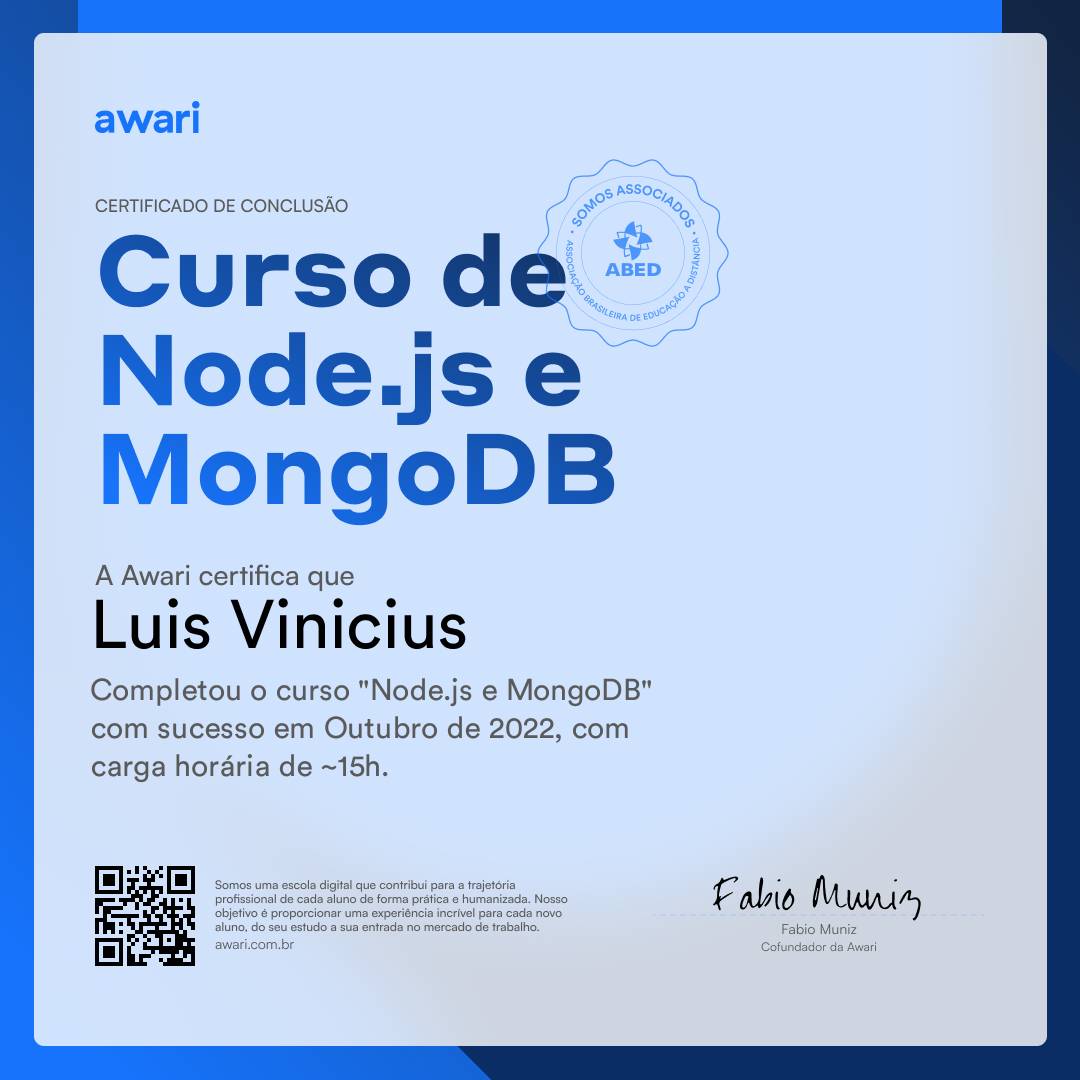 awari
CERTIFICADO DE CONCLUSÃO
Curso de
Node.js e
MongoDB
• SOMOS ASSOCIADOS •
ABED
ASSOCIAÇÃO BRASILEIRA DE EDUCAÇÃO A DISTÂNCIA
A Awari certifica que
Luis Vinicius
Completou o curso "Node.js e MongoDB"
com sucesso em Outubro de 2022, com
carga horária de ~15h.
Somos uma escola digital que contribui para a trajetória
profissional de cada aluno de forma prática e humanizada. Nosso
objetivo é proporcionar uma experiência incrível para cada novo
aluno, do seu estudo a sua entrada no mercado de trabalho.
awari.com.br
Fabio Muniz
Fabio Muniz
Cofundador da Awari